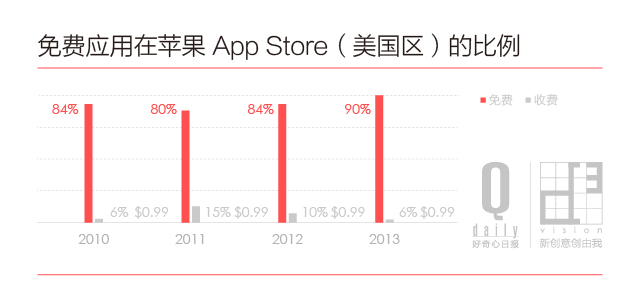 免费应用在苹果 App Store（美国区）的比例
免费 收费
84% 80% 84% 90%
6% $0.99 15% $0.99 10% $0.99 6% $0.99
2010 2011 2012 2013
Q
daily
好奇心日报
vision
新创意创由我